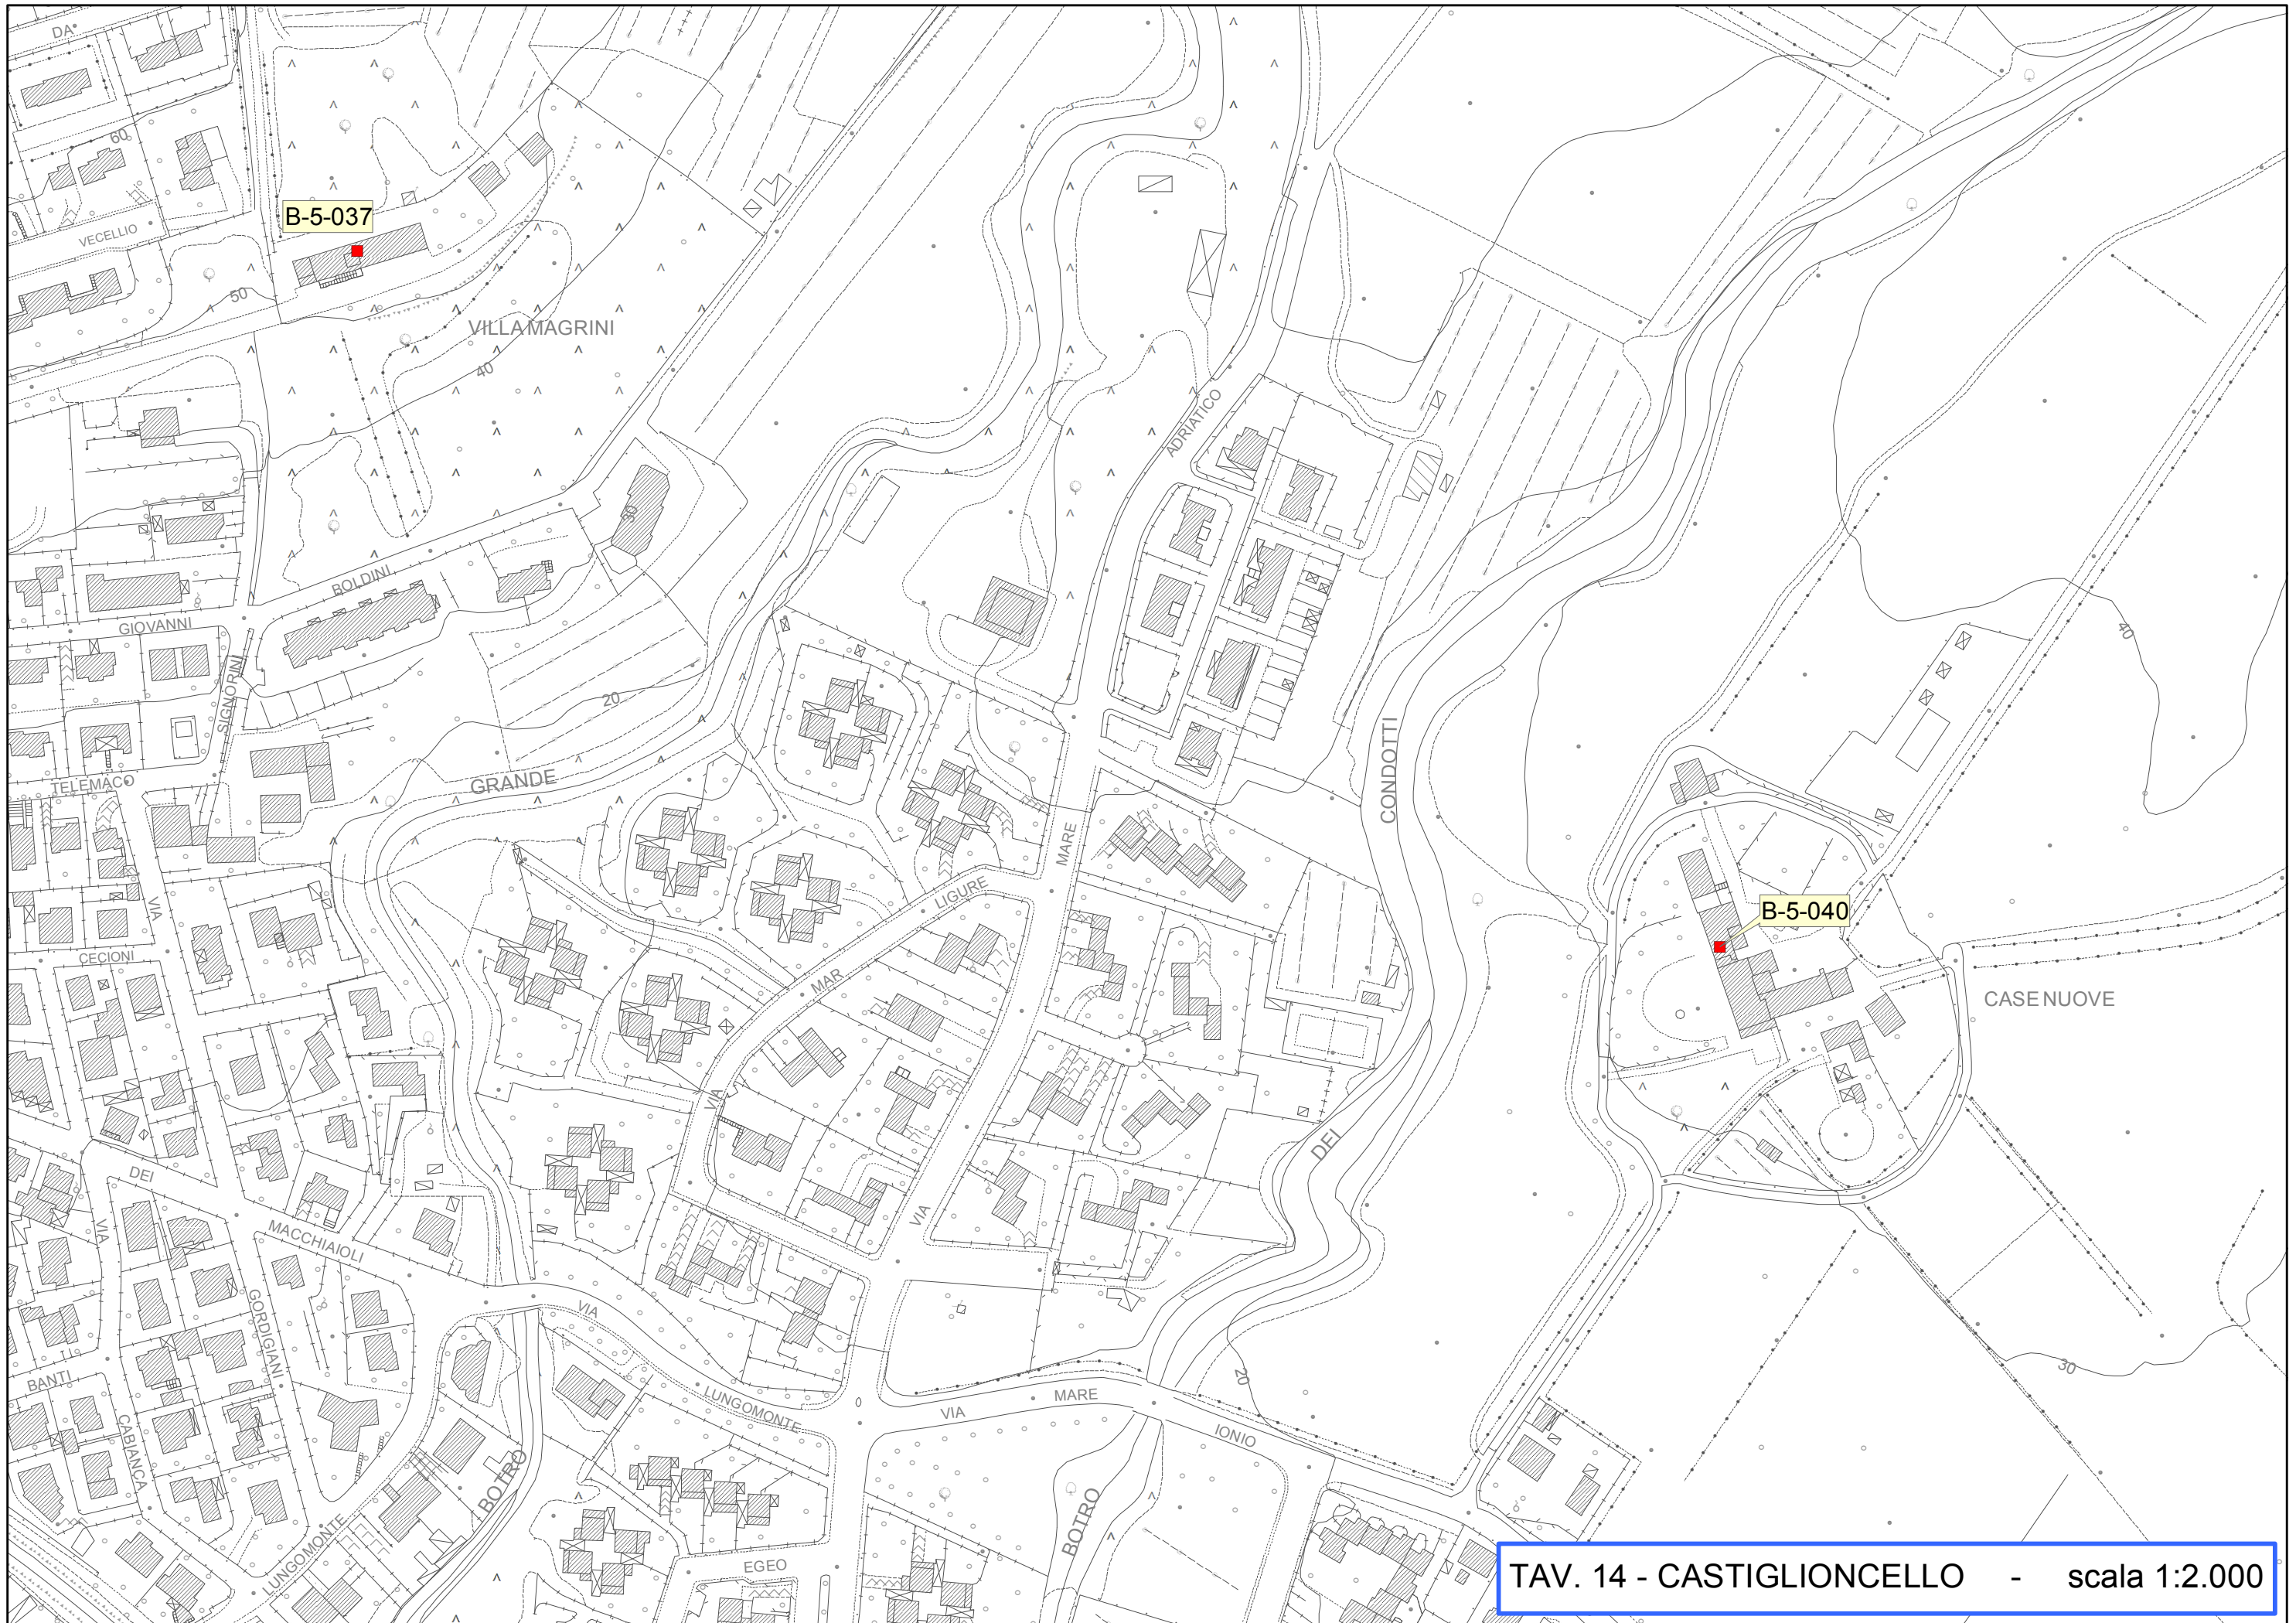 DA
60
B-5-037
VECELLIO
50
VILLA MAGRINI
40
ADRIATICO
30
BOLDINI
GIOVANNI
SIGNORINI
20
40
TELEMACO
GRANDE
CONDOTTI
MARE
LIGURE
VIA
B-5-040
CECIONI
MAR
CASE NUOVE
VIA
DEI
DEI
VIA
VIA
MACCHIAIOLI
VIA
GORDIGIANI
BANTI
CABIANCA
LUNGOMONTE
VIA
MARE
IONIO
20
30
BOTRO
BOTRO
LUNGOMONTE
EGEO
TAV. 14 - CASTIGLIONCELLO - scala 1:2.000